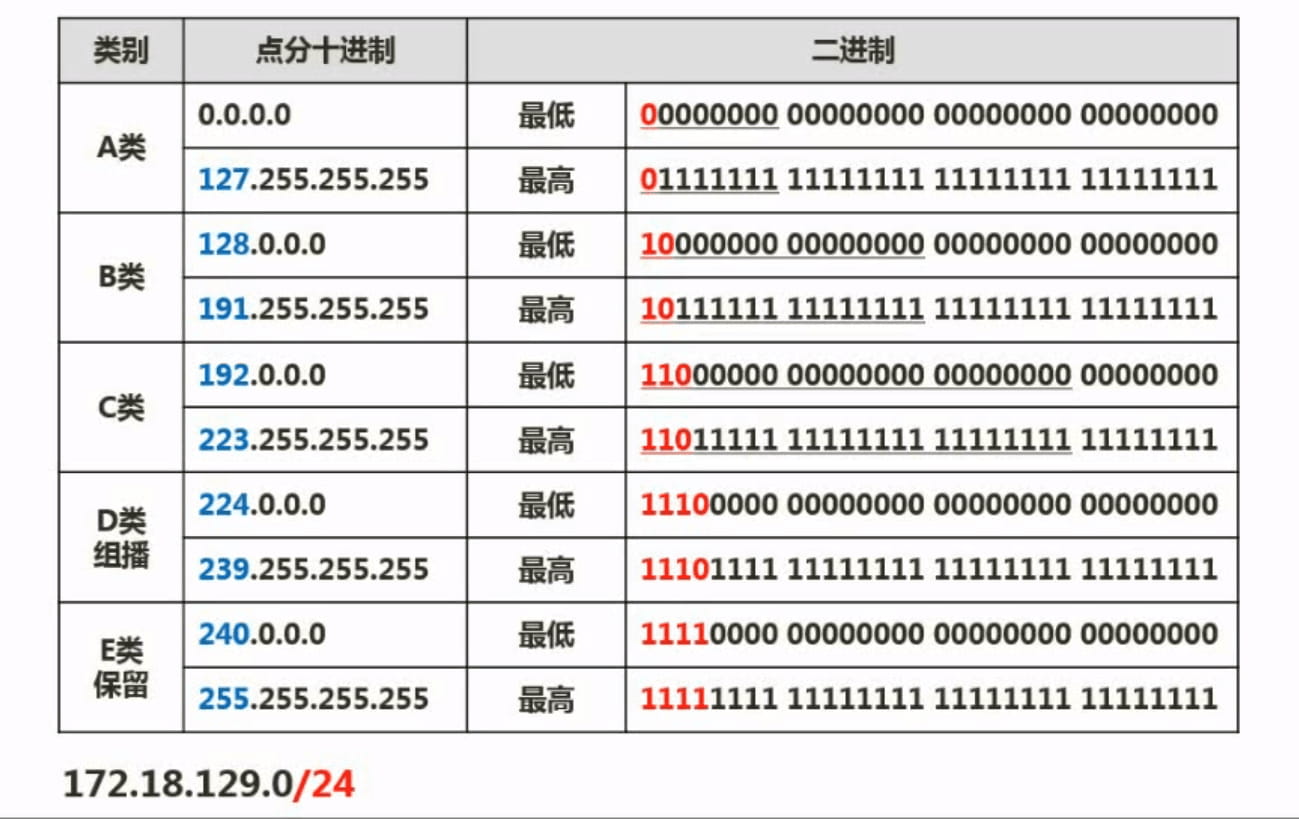 类别 点分十进制 二进制
A类 0.0.0.0 最低 00000000 00000000 00000000 00000000
127.255.255.255 最高 01111111 11111111 11111111 11111111
B类 128.0.0.0 最低 10000000 00000000 00000000 00000000
191.255.255.255 最高 10111111 11111111 11111111 11111111
C类 192.0.0.0 最低 11000000 00000000 00000000 00000000
223.255.255.255 最高 11011111 11111111 11111111 11111111
D类 组播 224.0.0.0 最低 11100000 00000000 00000000 00000000
239.255.255.255 最高 11101111 11111111 11111111 11111111
E类 保留 240.0.0.0 最低 11110000 00000000 00000000 00000000
255.255.255.255 最高 11111111 11111111 11111111 11111111
172.18.129.0/24